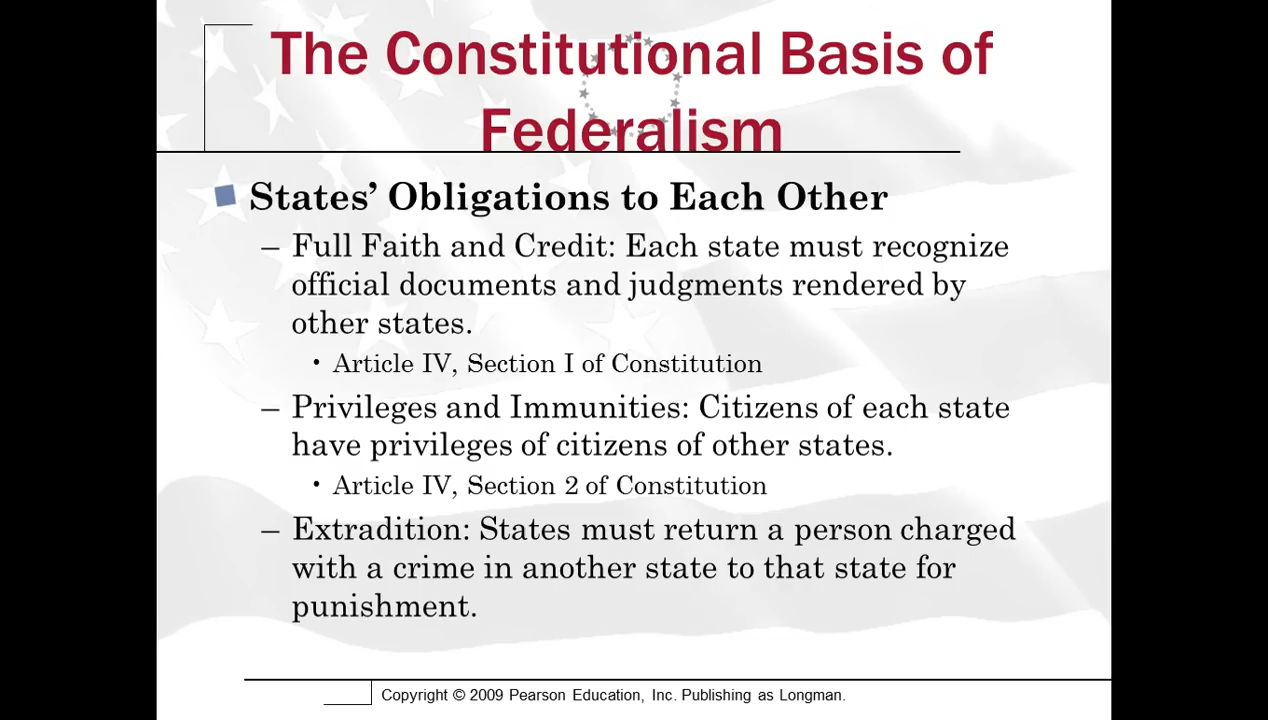 The Constitutional Basis of
Federalism
States’ Obligations to Each Other
– Full Faith and Credit: Each state must recognize
official documents and judgments rendered by
other states.
• Article IV, Section I of Constitution
– Privileges and Immunities: Citizens of each state
have privileges of citizens of other states.
• Article IV, Section 2 of Constitution
– Extradition: States must return a person charged
with a crime in another state to that state for
punishment.
Copyright © 2009 Pearson Education, Inc. Publishing as Longman.